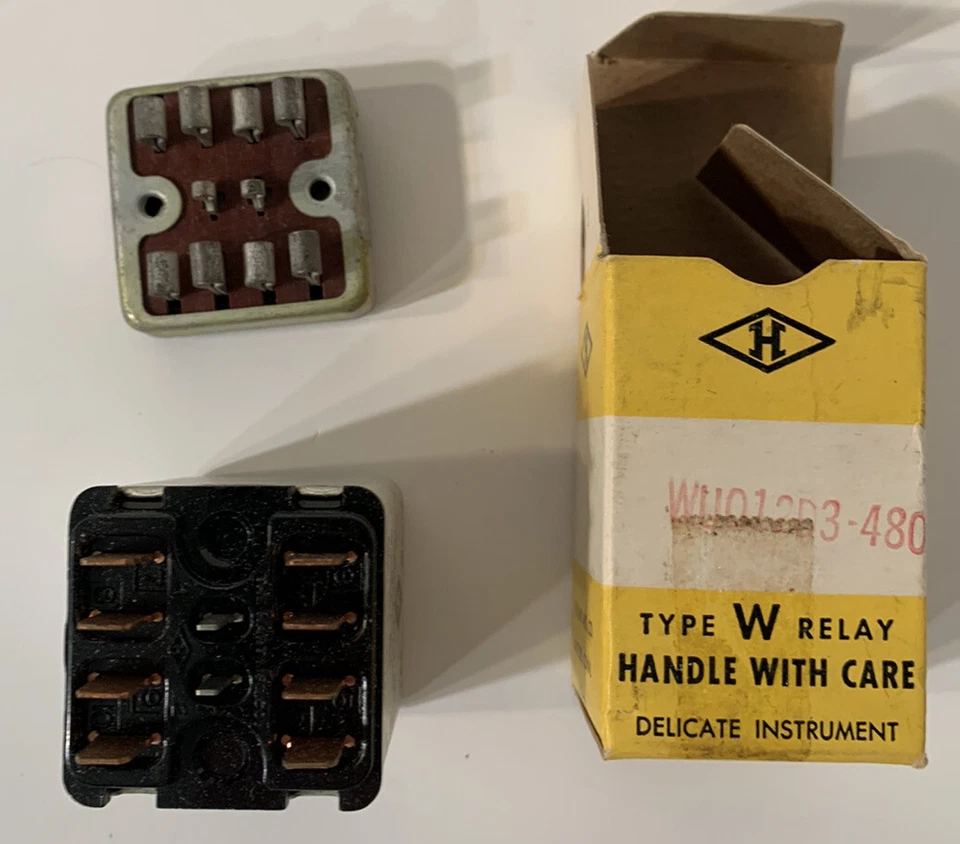 H
WU012D3-480
TYPE W RELAY
HANDLE WITH CARE
DELICATE INSTRUMENT